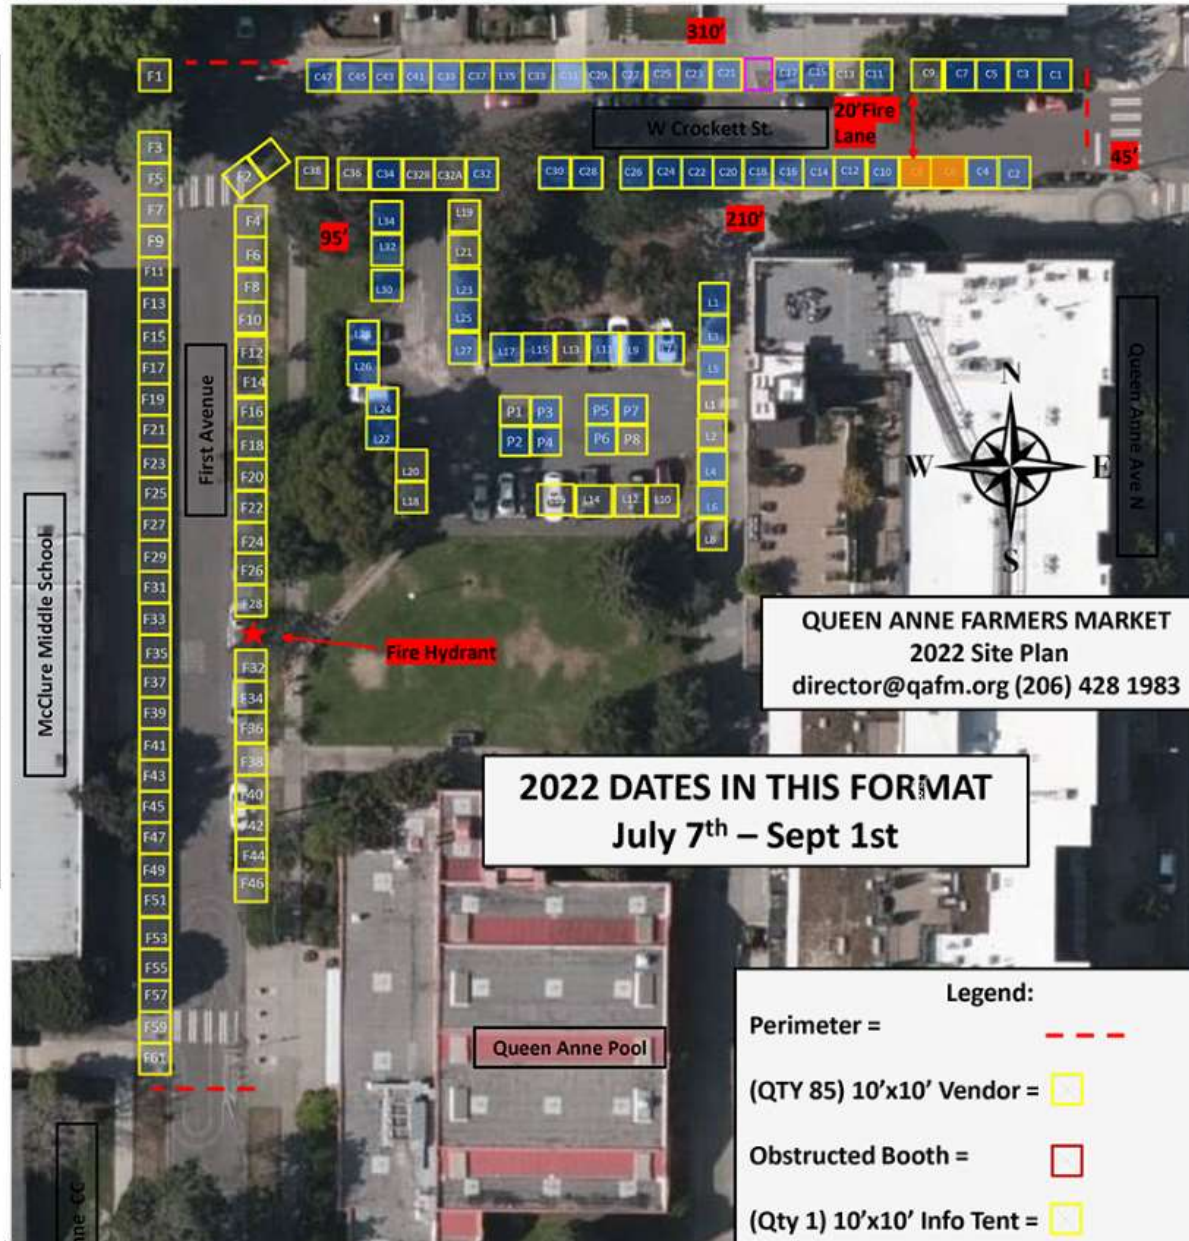 310'
F1
C47 C45 C43 C41 C39 C37 L35 C33 C31 C29 C27 C25 C23 C21 C17 C15 C13 C11 C9 C7 C5 C3 C1
20'Fire
Lane
W Crockett St.
45'
F3
F5
F2
C38 C36 C34 C32B C32A C32 C30 C28 C26 C24 C22 C20 C18 C16 C14 C12 C10 C4 C2
210'
95'
F7
F9
F11
F13
F15
F17
F19
F21
F23
F25
F27
F29
F31
F33
F35
F37
F39
F41
F43
F45
F47
F49
F51
F53
F55
F57
F59
F61
First Avenue
McClure Middle School
F4
F6
F8
F10
F12
F14
F16
F18
F20
F22
F24
F26
F28
F32
F34
F36
F38
F40
F42
F44
F46
Fire Hydrant
L34
L32
L30
L28
L26
L24
L22
L20
L18
L19
L21
L23
L25
L27
L17 L15 L13 L11 L9
P1 P3 P5 P7
P2 P4 P6 P8
L14 L12 L10
L1
L3
L5
L1
L2
L4
L6
L8
Queen Anne Ave N
N
W E
S
QUEEN ANNE FARMERS MARKET
2022 Site Plan
director@qafm.org (206) 428 1983
2022 DATES IN THIS FORMAT
July 7th – Sept 1st
Queen Anne Pool
Legend:
Perimeter =
(QTY 85) 10'x10' Vendor =
Obstructed Booth =
(Qty 1) 10'x10' Info Tent =